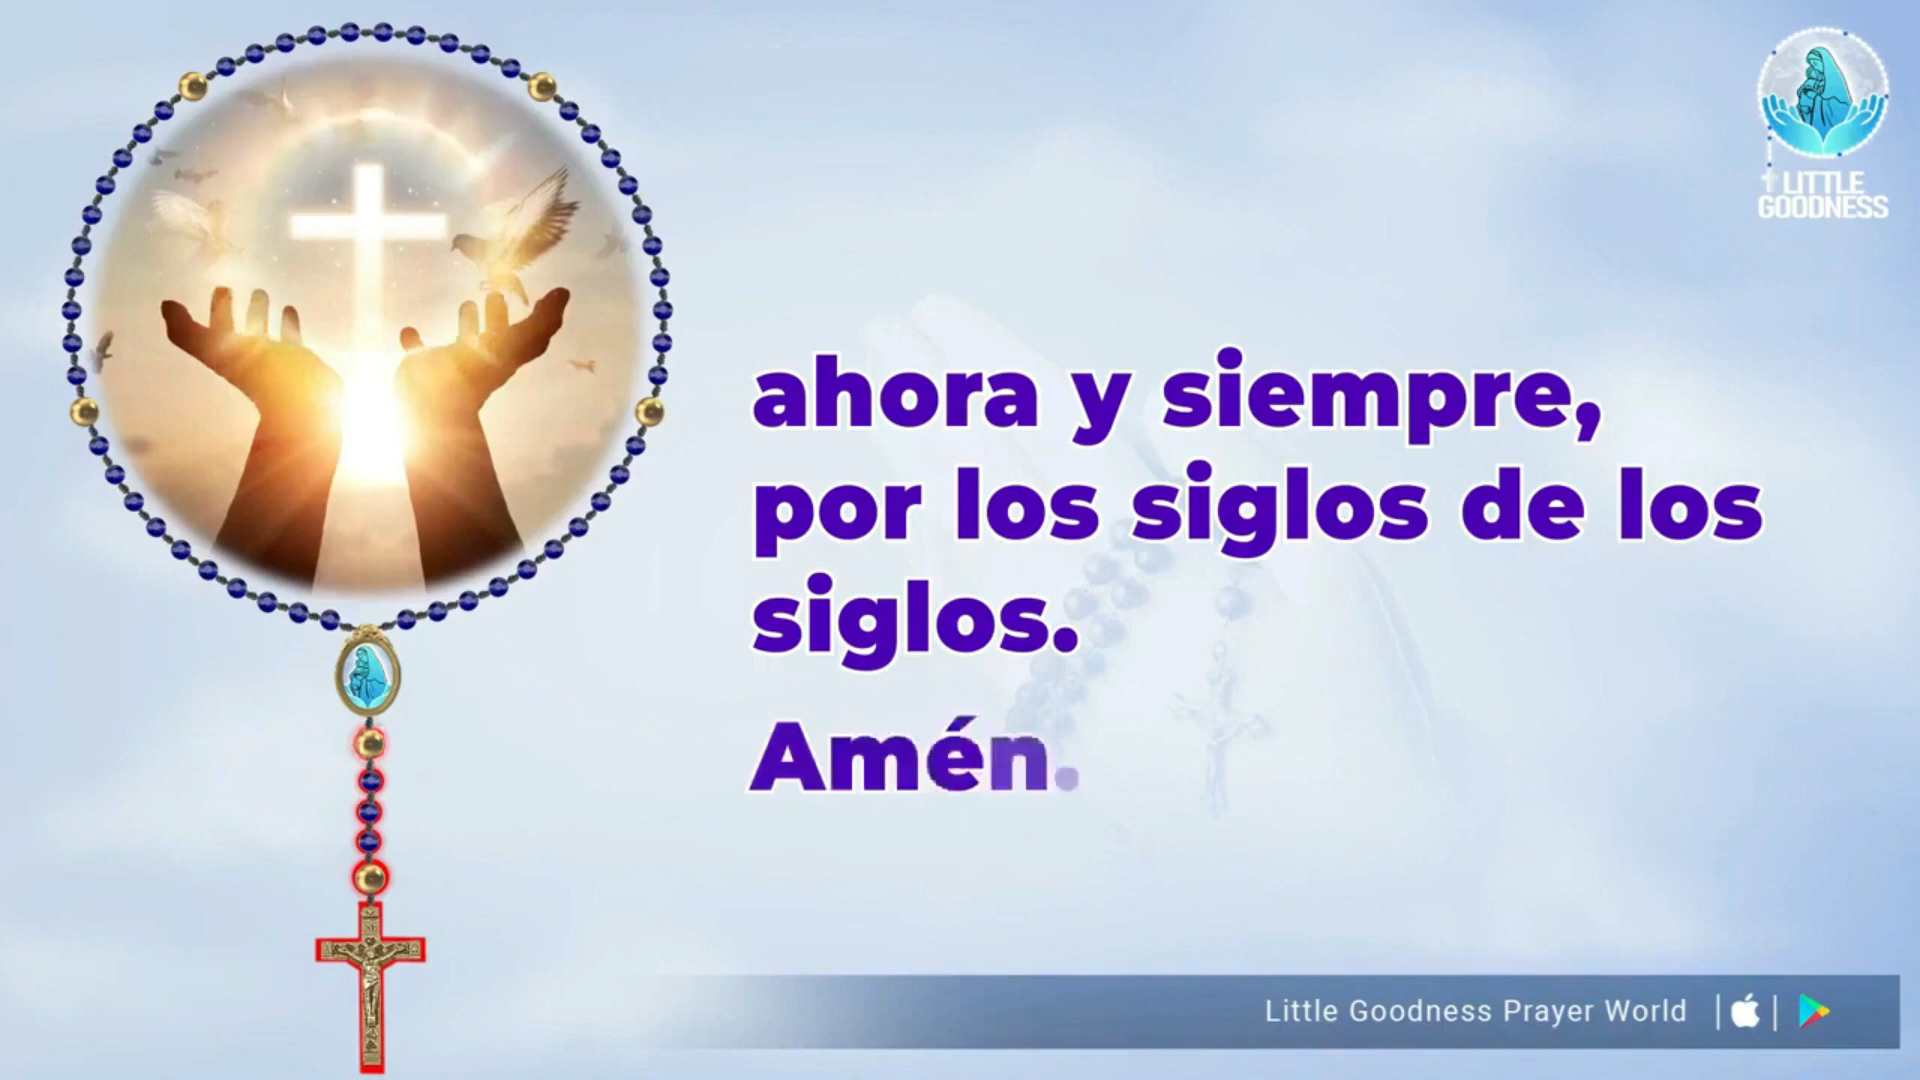 LITTLE
GOODNESS
ahora y siempre,
por los siglos de los
siglos.
Amén.
Little Goodness Prayer World